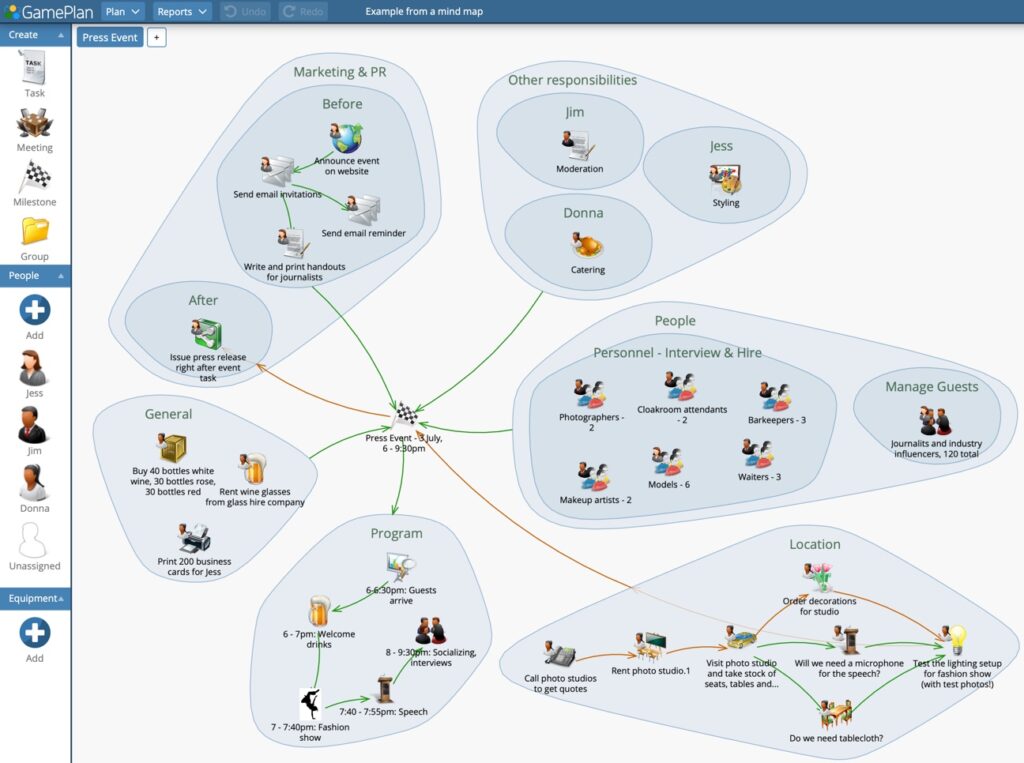 GamePlan
Plan
Reports
Undo
Redo
Example from a mind map
Create
Press Event
+
TASK
Task
Meeting
Milestone
Group
People
Add
Jess
Jim
Donna
Unassigned
Equipment
Add
Marketing & PR
Before
Announce event
on website
Send email invitations
Send email reminder
Write and print handouts
for journalists
After
Issue press release
right after event
task
Other responsibilities
Jim
Moderation
Jess
Styling
Donna
Catering
People
Personnel - Interview & Hire
Photographers -
2
Cloakroom attendants
- 2
Barkeepers - 3
Makeup artists - 2
Models - 6
Waiters - 3
Manage Guests
Journalits and industry
influencers, 120 total
General
Buy 40 bottles white
wine, 30 bottles rose,
30 bottles red
Rent wine glasses
from glass hire company
Print 200 business
cards for Jess
Press Event - 3 July,
6 - 9:30pm
Program
6-6:30pm: Guests
arrive
6 - 7pm: Welcome
drinks
8 - 9:30pm: Socializing,
interviews
7:40 - 7:55pm: Speech
7 - 7:40pm: Fashion
show
Location
Order decorations
for studio
Call photo studios
to get quotes
Rent photo studio.1
Visit photo studio
and take stock of
seats, tables and...
Will we need a microphone
for the speech?
Test the lighting setup
for fashion show
(with test photos!)
Do we need tablecloth?